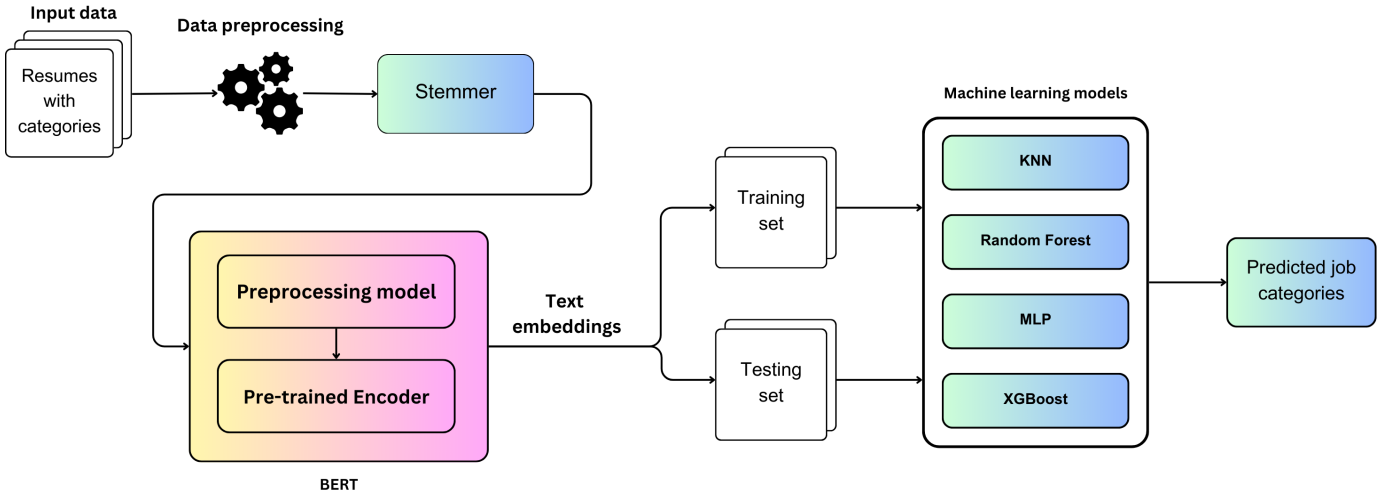 Input data
Resumes
with
categories
Data preprocessing
Stemmer
Preprocessing model
Pre-trained Encoder
BERT
Text
embeddings
Training
set
Testing
set
Machine learning models
KNN
Random Forest
MLP
XGBoost
Predicted job
categories